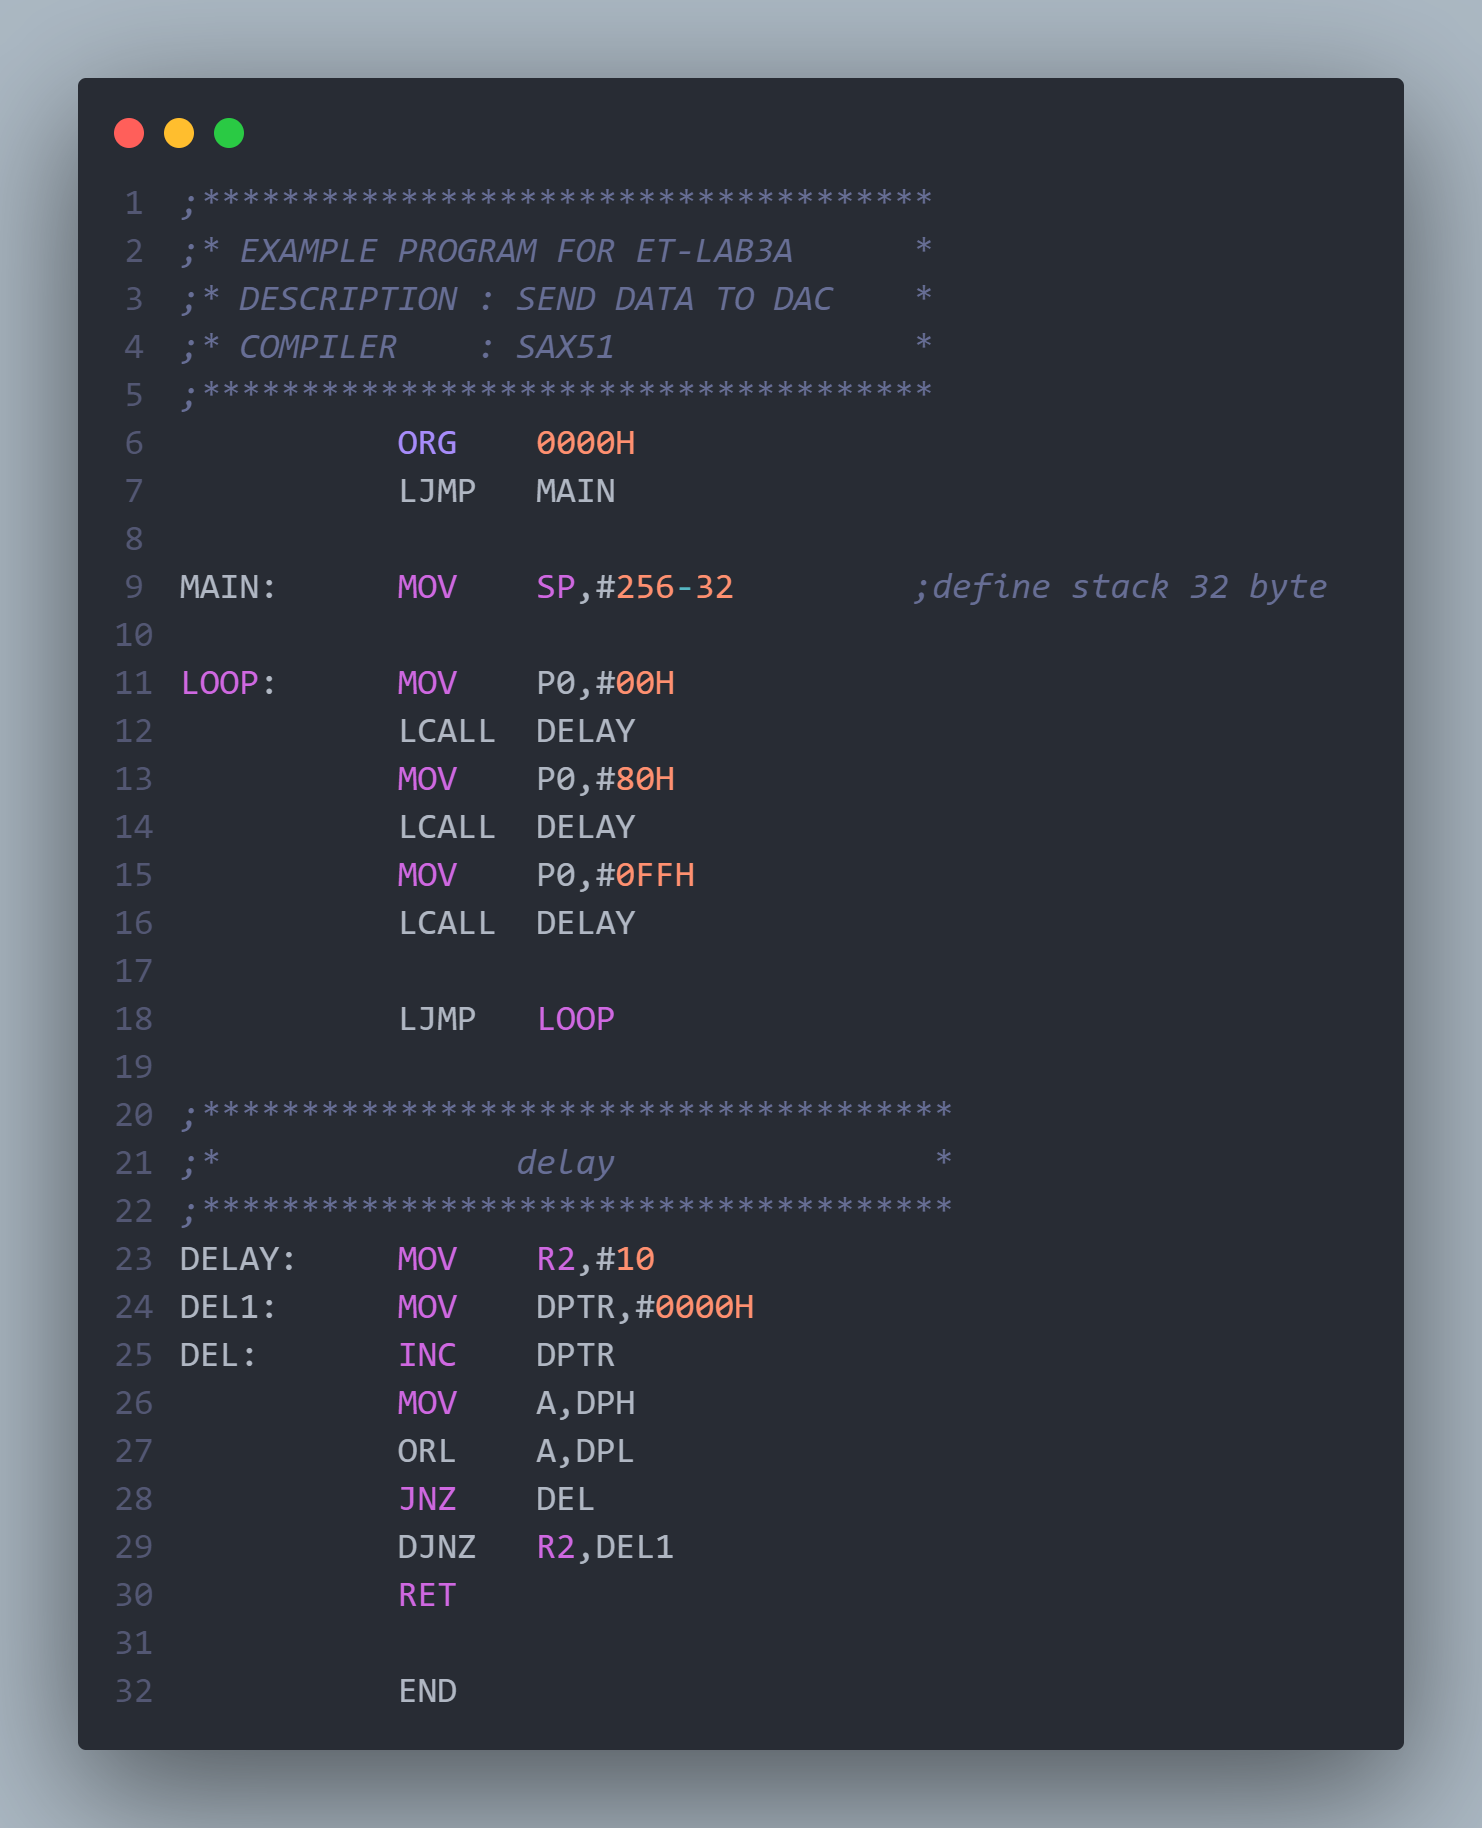 1 ;*************************************
2 ;* EXAMPLE PROGRAM FOR ET-LAB3A      *
3 ;* DESCRIPTION : SEND DATA TO DAC    *
4 ;* COMPILER    : SAX51               *
5 ;*************************************
6            ORG    0000H
7            LJMP   MAIN
8
9 MAIN:      MOV    SP,#256-32         ;define stack 32 byte
10
11 LOOP:      MOV    P0,#00H
12            LCALL  DELAY
13            MOV    P0,#80H
14            LCALL  DELAY
15            MOV    P0,#0FFH
16            LCALL  DELAY
17
18            LJMP   LOOP
19
20 ;**************************************
21 ;*               delay                *
22 ;**************************************
23 DELAY:     MOV    R2,#10
24 DEL1:      MOV    DPTR,#0000H
25 DEL:       INC    DPTR
26            MOV    A,DPH
27            ORL    A,DPL
28            JNZ    DEL
29            DJNZ   R2,DEL1
30            RET
31
32            END